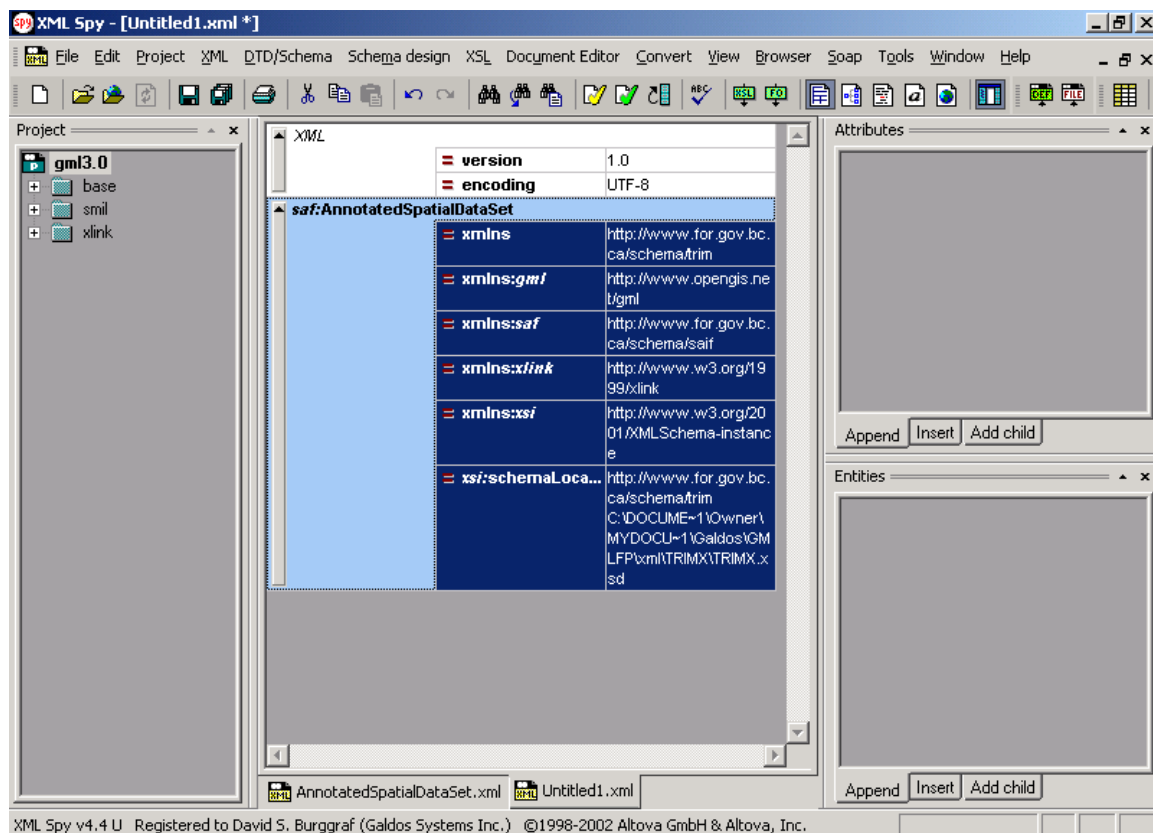 XML Spy - [Untitled1.xml *]
File Edit Project XML DTD/Schema Schema design XSL Document Editor Convert View Browser Soap Tools Window Help
Project
gml3.0
base
smil
xlink
XML
= version 1.0
= encoding UTF-8
saf:AnnotatedSpatialDataSet
= xmlns http://www.for.gov.bc.
ca/schema/trim
= xmlns:gml http://www.opengis.ne
t/gml
= xmlns:saf http://www.for.gov.bc.
ca/schema/saif
= xmlns:xlink http://www.w3.org/19
99/xlink
= xmlns:xsi http://www.w3.org/20
01/XMLSchema-instanc
e
= xsi:schemaLoca... http://www.for.gov.bc.
ca/schema/trim
C:\DOCUME~1\Owner\
MYDOCU~1\Galdos\GM
LFP\xml\TRIMX\TRIMX.x
sd
AnnotatedSpatialDataSet.xml Untitled1.xml
Attributes
Append Insert Add child
Entities
Append Insert Add child
XML Spy v4.4 U Registered to David S. Burggraf (Galdos Systems Inc.) ©1998-2002 Altova GmbH & Altova, Inc.